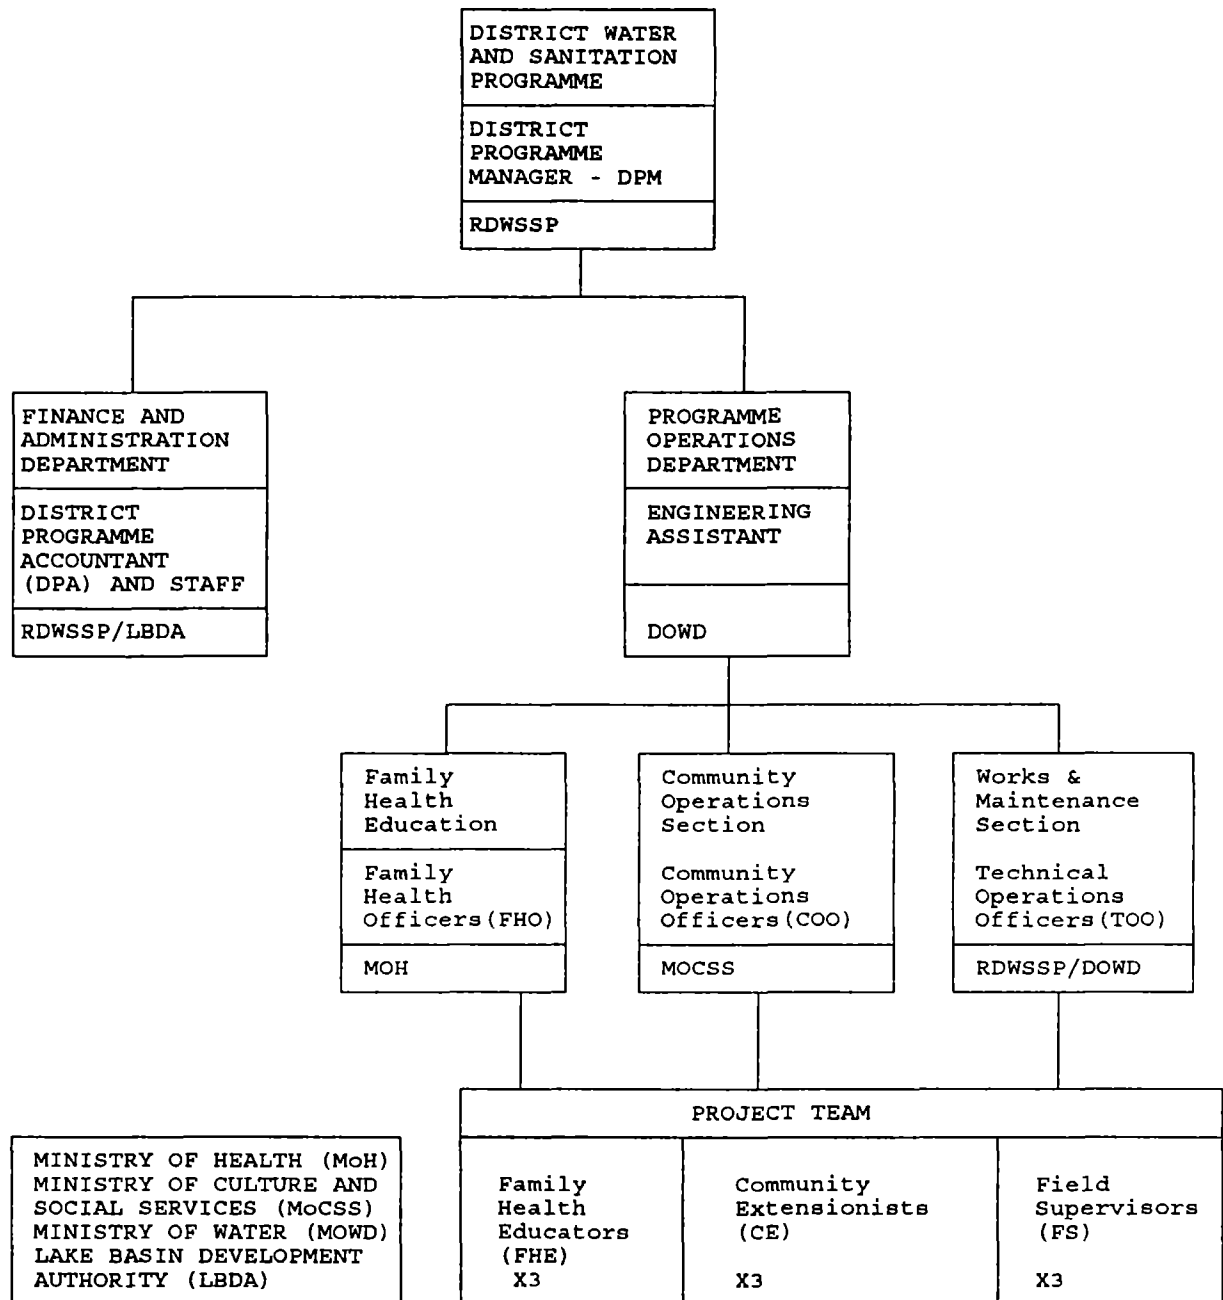 DISTRICT WATER
AND SANITATION
PROGRAMME
DISTRICT
PROGRAMME
MANAGER - DPM
RDWSSP
FINANCE AND
ADMINISTRATION
DEPARTMENT
DISTRICT
PROGRAMME
ACCOUNTANT
(DPA) AND STAFF
RDWSSP/LBDA
PROGRAMME
OPERATIONS
DEPARTMENT
ENGINEERING
ASSISTANT
DOWD
Family
Health
Education
Family
Health
Officers(FHO)
MOH
Community
Operations
Section
Community
Operations
Officers(COO)
MOCSS
Works &
Maintenance
Section
Technical
Operations
Officers(TOO)
RDWSSP/DOWD
PROJECT TEAM
Family
Health
Educators
(FHE)
X3
Community
Extensionists
(CE)
X3
Field
Supervisors
(FS)
X3
MINISTRY OF HEALTH (MoH)
MINISTRY OF CULTURE AND
SOCIAL SERVICES (MoCSS)
MINISTRY OF WATER (MOWD)
LAKE BASIN DEVELOPMENT
AUTHORITY (LBDA)